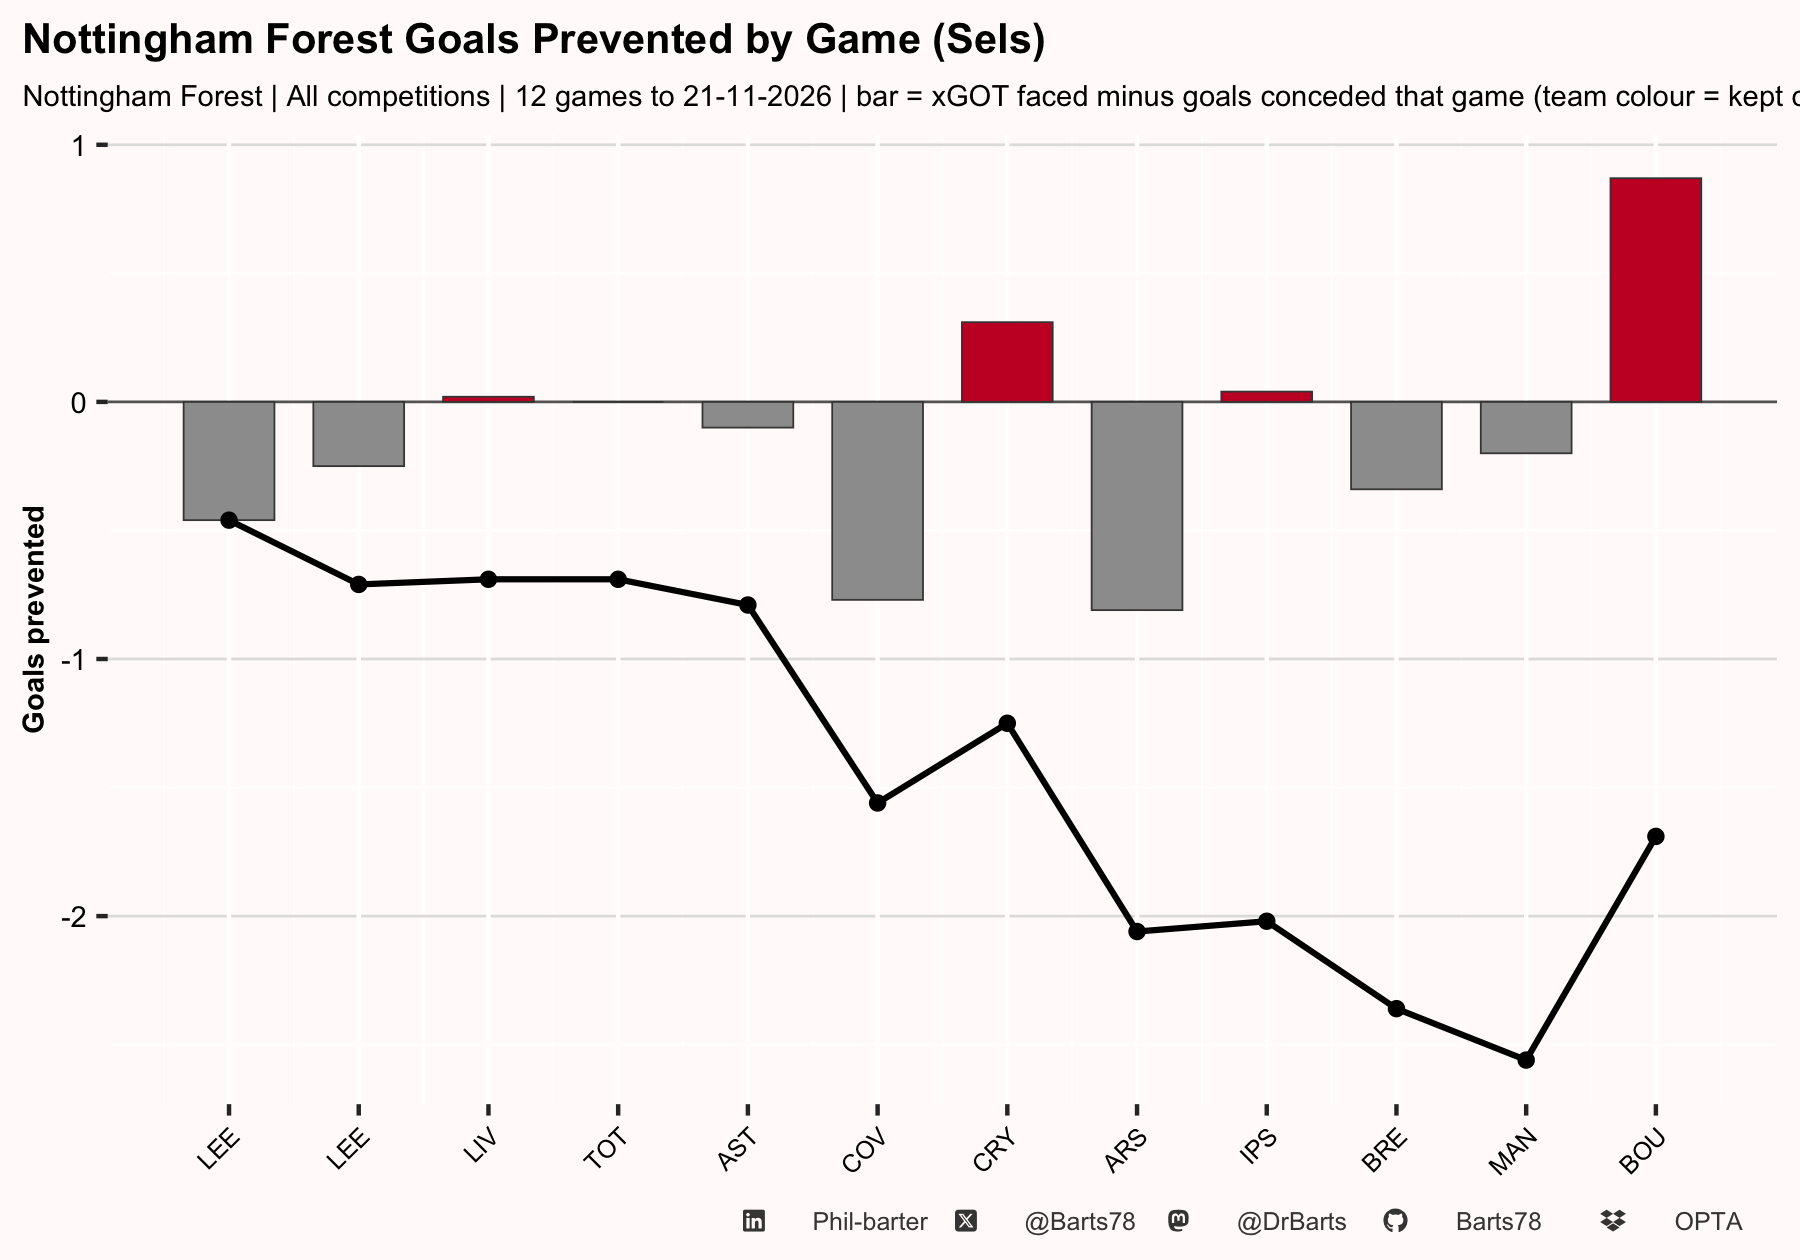 Nottingham Forest Goals Prevented by Game (Sels)
Nottingham Forest | All competitions | 12 games to 21-11-2026 | bar = xGOT faced minus goals conceded that game (team colour = kept
1
0
-1
-2
Goals prevented
LEE LEE LIV TOT AST COV CRY ARS IPS BRE MAN BOU
Phil-barter @Barts78 @DrBarts Barts78 OPTA